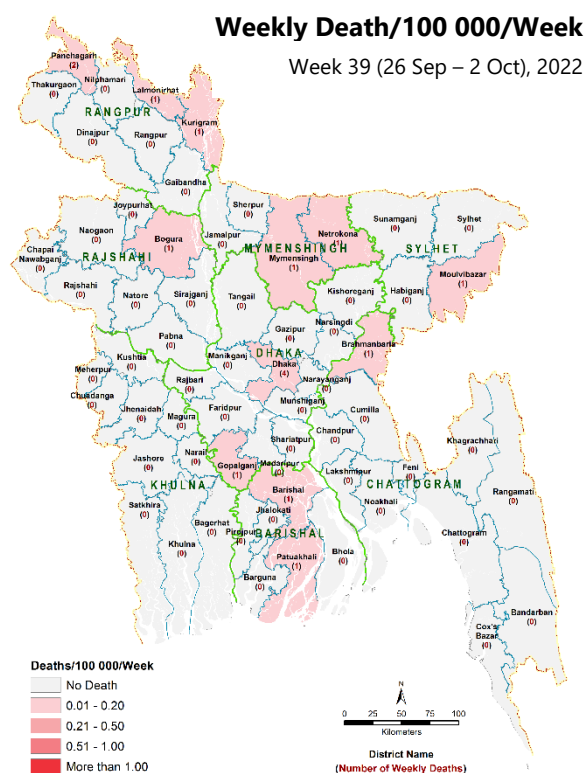 Weekly Death/100 000/Week
Week 39 (26 Sep – 2 Oct), 2022
Panchagarh
(2)
Thakurgaon
(0)
Nilphamari
(0)
Lalmonirhat
(1)
RANGPUR
Kurigram
(1)
Dinajpur
(0)
Rangpur
(0)
Gaibandha
(0)
Joypurhat
(0)
Sherpur
(0)
Naogaon
(0)
Bogura
(1)
Jamalpur
(0)
Netrokona
MYMENSINGH
Mymensingh
(1)
Sunamganj
(0)
Sylhet
(0)
SYLHET
Chapai
Nawabganj
(0)
RAJSHAHI
Moulvibazar
(1)
Habiganj
(0)
Rajshahi
(0)
Natore
(0)
Sirajganj
(0)
Tangail
(0)
Kishoreganj
(0)
Pabna
(0)
Gazipur
(0)
Narsingdi
(0)
Brahmanbaria
(1)
Kushtia
(0)
Manikganj
(0)
DHAKA
Dhaka
(4)
Narayanganj
(0)
Meherpur
(0)
Chuadanga
(0)
Rajbari
(0)
Munshiganj
(0)
Cumilla
(0)
Jhenaidah
(0)
Magura
(0)
Faridpur
(0)
Chandpur
(0)
Khagrachhari
(0)
Shariatpur
(0)
Jashore
(0)
Narail
(0)
Gopalganj
(1)
Madaripur
(0)
Lakshmipur
(0)
Feni
(0)
KHULNA
CHATTOGRAM
Rangamati
(0)
Barishal
(1)
Noakhali
(0)
Satkhira
(0)
Jhalokati
(0)
Bagerhat
(0)
Pirojpur
(0)
BARISHAL
Chattogram
(0)
Khulna
(0)
Patuakhali
(1)
Bhola
(0)
Barguna
(0)
Bandarban
(0)
Cox's
Bazar
(0)
Deaths/100 000/Week
No Death
0.01 - 0.20
0.21 - 0.50
0.51 - 1.00
More than 1.00
N
0 25 50 75 100
Kilometers
District Name
(Number of Weekly Deaths)